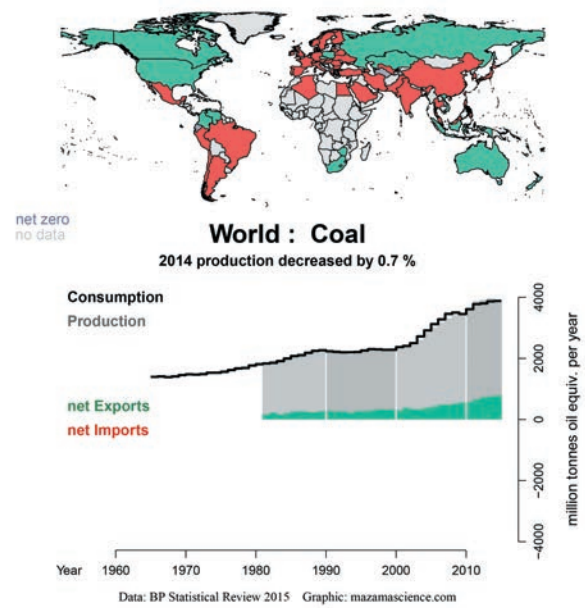 net zero
no data
World : Coal
2014 production decreased by 0.7 %
Consumption
Production
net Exports
net Imports
4000
2000
0
−2000
−4000
million tonnes oil equiv. per year
Year 1960 1970 1980 1990 2000 2010
Data: BP Statistical Review 2015 Graphic: mazamascience.com